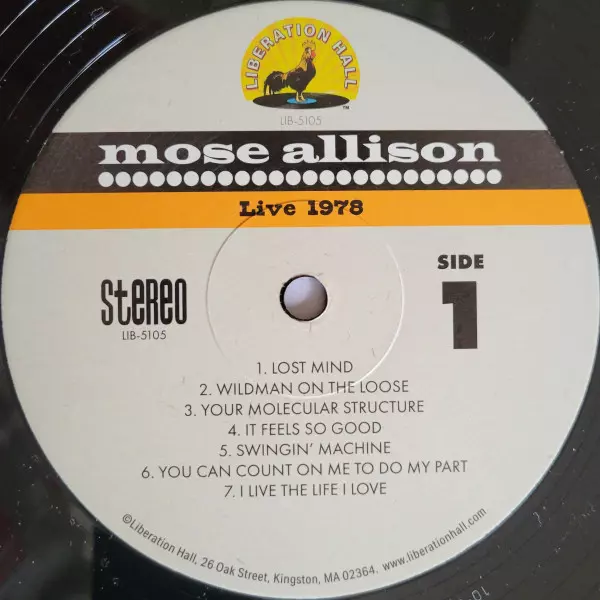 LIBERATION HALL
TM
LIB-5105
mose allison
Live 1978
SIDE
1
Stereo
LIB-5105
1. LOST MIND
2. WILDMAN ON THE LOOSE
3. YOUR MOLECULAR STRUCTURE
4. IT FEELS SO GOOD
5. SWINGIN' MACHINE
6. YOU CAN COUNT ON ME TO DO MY PART
7. I LIVE THE LIFE I LOVE
©Liberation Hall, 26 Oak Street, Kingston, MA 02364. www.liberationhall.com